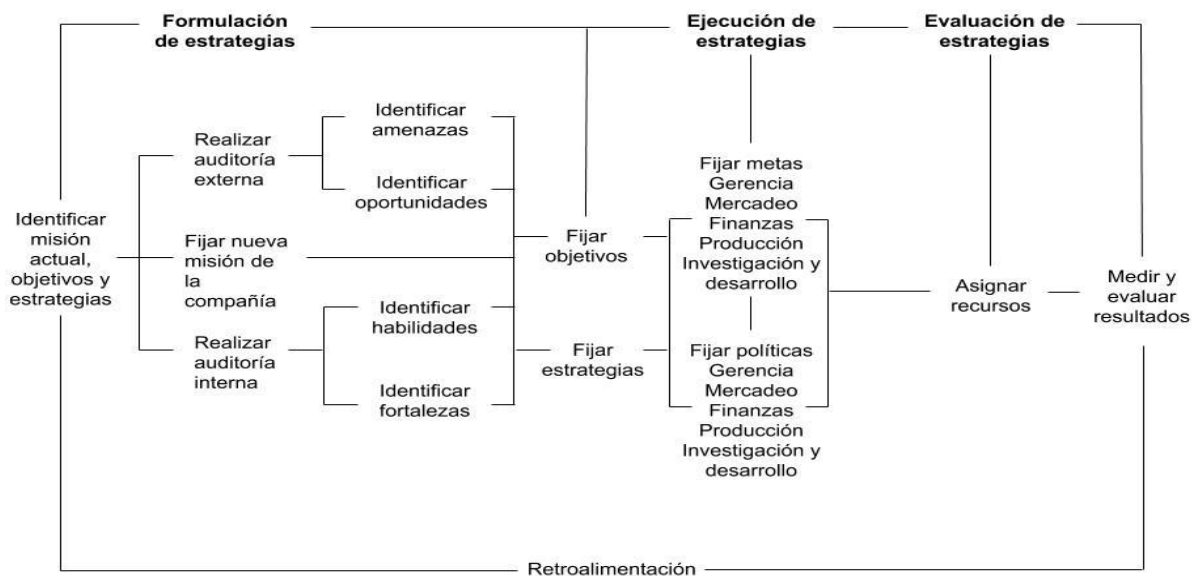 Formulación
de estrategias
Ejecución de
estrategias
Evaluación de
estrategias
Identificar
misión
actual,
objetivos y
estrategias
Realizar
auditoría
externa
Fijar nueva
misión de
la
compañía
Realizar
auditoría
interna
Identificar
amenazas
Identificar
oportunidades
Identificar
habilidades
Identificar
fortalezas
Fijar
objetivos
Fijar
estrategias
Fijar metas
Gerencia
Mercadeo
Finanzas
Producción
Investigación y
desarrollo
Fijar políticas
Gerencia
Mercadeo
Finanzas
Producción
Investigación y
desarrollo
Asignar
recursos
Medir y
evaluar
resultados
Retroalimentación